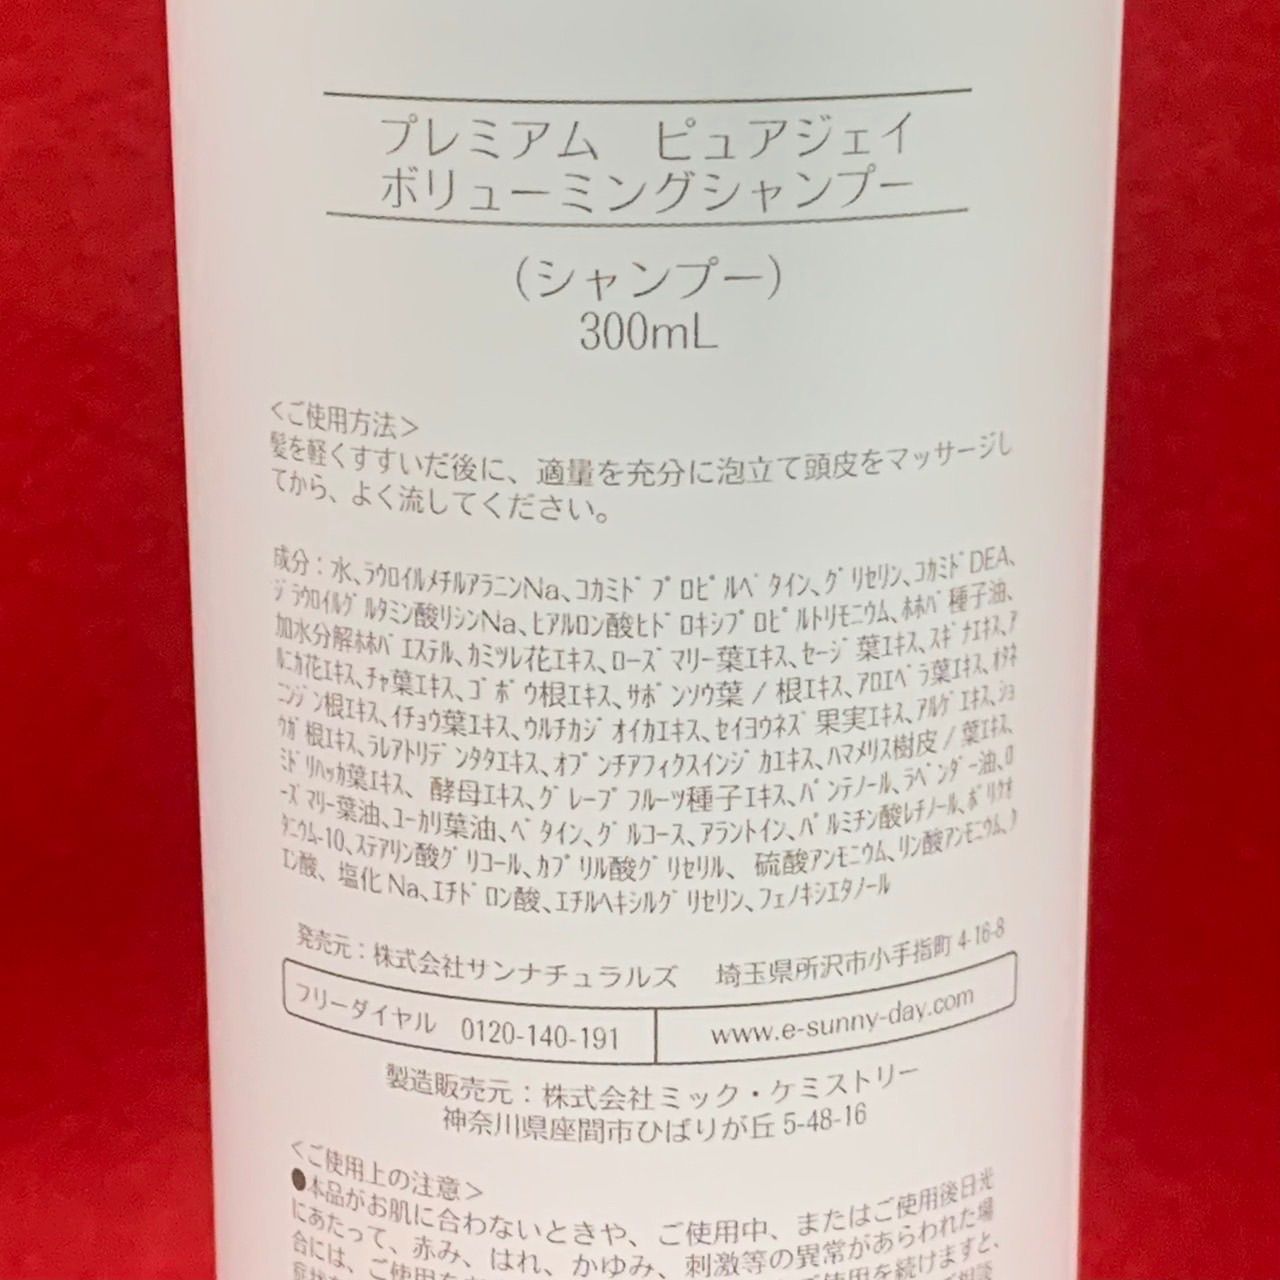 プレミアム　ピュアジェイ
ボリューミングシャンプー
（シャンプー）
300mL
＜ご使用方法＞
髪を軽くすすいだ後に、適量を充分に泡立て頭皮をマッサージし
てから、よく流してください。
成分：水、ﾗｳﾛｲﾙﾒﾁﾙｱﾗﾆﾝNa、ｺｶﾐﾄﾞﾌﾟﾛﾋﾟﾙﾍﾞﾀｲﾝ、ｸﾞﾘｾﾘﾝ、ｺｶﾐﾄﾞDEA、
ｼﾞﾗｳﾛｲﾙｸﾞﾙﾀﾐﾝ酸ﾘｼﾝNa、ﾋｱﾙﾛﾝ酸ﾋﾄﾞﾛｷｼﾌﾟﾛﾋﾟﾙﾄﾘﾓﾆｳﾑ、ﾎﾎﾊﾞ種子油、
加水分解ﾎﾎﾊﾞｴｽﾃﾙ、ｶﾐﾂﾚ花ｴｷｽ、ﾛｰｽﾞﾏﾘｰ葉ｴｷｽ、ｾｰｼﾞ葉ｴｷｽ、ｽｷﾞﾅｴｷｽ、ｱ
ﾙﾆｶ花ｴｷｽ、ﾁｬ葉ｴｷｽ、ｺﾞﾎﾞｳ根ｴｷｽ、ｻﾎﾞﾝｿｳ葉/根ｴｷｽ、ｱﾛｴﾍﾞﾗ葉ｴｷｽ、ｵﾀﾈ
ﾆﾝｼﾞﾝ根ｴｷｽ、ｲﾁｮｳ葉ｴｷｽ、ｳﾙﾁｶｼﾞｵｲｶｴｷｽ、ｾｲﾖｳﾈｽﾞ果実ｴｷｽ、ｱﾙｹﾞｴｷｽ、ｼｮ
ｳｶﾞ根ｴｷｽ、ﾗﾚｱﾄﾘﾃﾞﾝﾀﾀｴｷｽ、ｵﾌﾟﾝﾁｱﾌｨｸｽｲﾝｼﾞｶｴｷｽ、ﾊﾏﾒﾘｽ樹皮/葉ｴｷｽ、
ﾐﾄﾞﾘﾊｯｶ葉ｴｷｽ、酵母ｴｷｽ、ｸﾞﾚｰﾌﾟﾌﾙｰﾂ種子ｴｷｽ、ﾊﾟﾝﾃﾉｰﾙ、ﾗﾍﾞﾝﾀﾞｰ油、ﾛ
ｰｽﾞﾏﾘｰ葉油、ﾕｰｶﾘ葉油、ﾍﾞﾀｲﾝ、ｸﾞﾙｺｰｽ、ｱﾗﾝﾄｲﾝ、ﾊﾟﾙﾐﾁﾝ酸ﾚﾁﾉｰﾙ、ﾎﾟﾘｸｵ
ﾀﾆｳﾑ-10、ｽﾃｱﾘﾝ酸ｸﾞﾘｺｰﾙ、ｶﾌﾟﾘﾙ酸ｸﾞﾘｾﾘﾙ、硫酸ｱﾝﾓﾆｳﾑ、ﾘﾝ酸ｱﾝﾓﾆｳﾑ、ｸ
ｴﾝ酸、塩化Na、ｴﾁﾄﾞﾛﾝ酸、ｴﾁﾙﾍｷｼﾙｸﾞﾘｾﾘﾝ、ﾌｪﾉｷｼｴﾀﾉｰﾙ
発売元：株式会社サンナチュラルズ　埼玉県所沢市小手指町4-16-8
フリーダイヤル　0120-140-191　www.e-sunny-day.com
製造販売元：株式会社ミック・ケミストリー
神奈川県座間市ひばりが丘5-48-16
＜ご使用上の注意＞
●本品がお肌に合わないときや、ご使用中、またはご使用後日光
にあたって、赤み、はれ、かゆみ、刺激等の異常があらわれた場
合には、ご使用を　ご使用を続けますと、